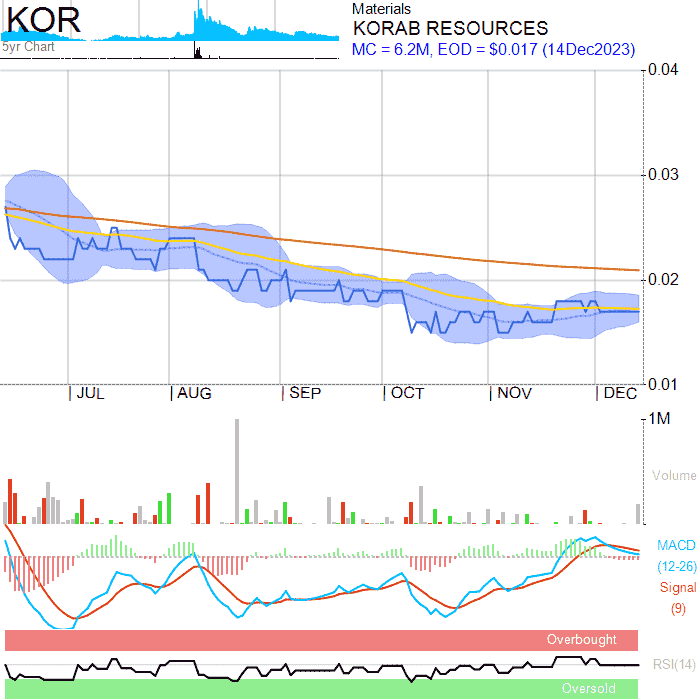 KOR
5yr Chart
Materials
KORAB RESOURCES
MC = 6.2M, EOD = $0.017 (14Dec2023)
0.04
0.03
0.02
0.01
JUL AUG SEP OCT NOV DEC
1M
Volume
MACD
(12-26)
Signal
(9)
Overbought
RSI(14)
Oversold